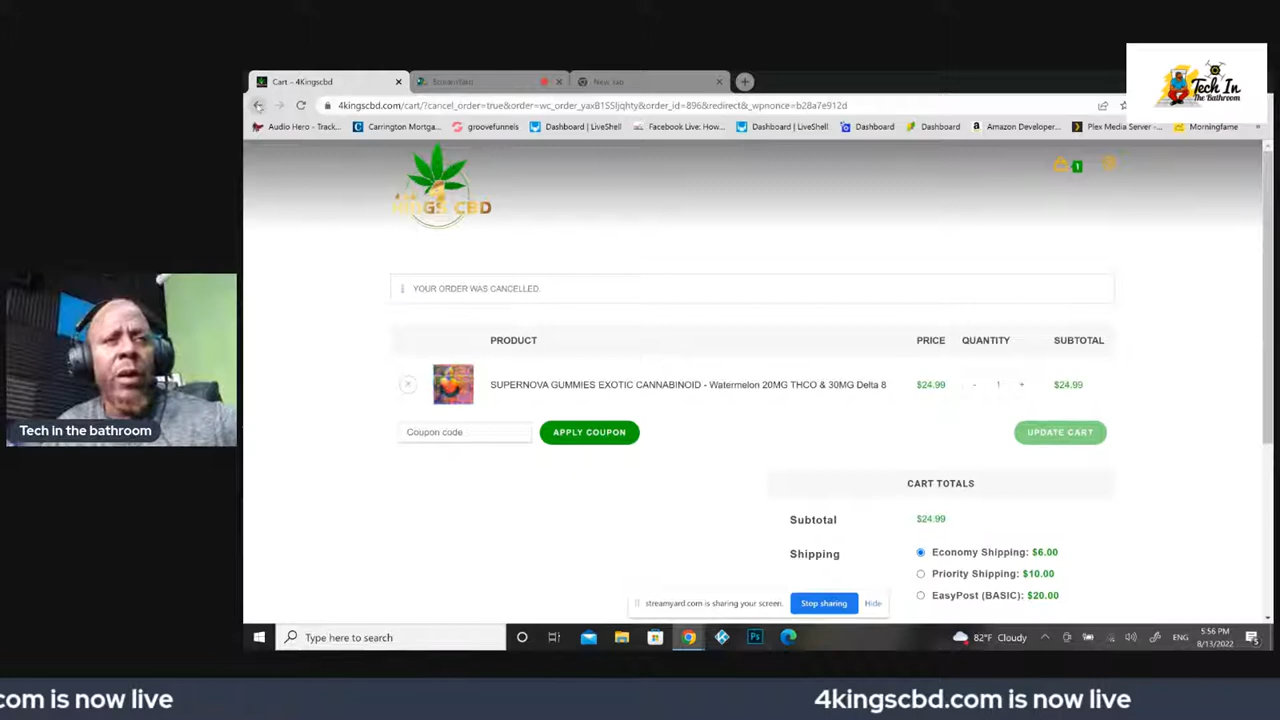 Cart – 4Kingscbd
StreamYard
New Tab
Tech In
The Bathroom
4kingscbd.com/cart/?cancel_order=true&order=wc_order_yaxB1SSljqhty&order_id=896&redirect&_wpnonce=b28a7e912d
Audio Hero - Track...
Carrington Mortga...
groovefunnels
Dashboard | LiveShell
Facebook Live: How...
Dashboard | LiveShell
Dashboard
Dashboard
Amazon Developer...
Plex Media Server -...
Morningfame
1
KINGS CBD
YOUR ORDER WAS CANCELLED.
PRODUCT PRICE QUANTITY SUBTOTAL
SUPERNOVA GUMMIES EXOTIC CANNABINOID - Watermelon 20MG THCO & 30MG Delta 8 $24.99 - 1 + $24.99
Coupon code APPLY COUPON UPDATE CART
CART TOTALS
Subtotal $24.99
Shipping Economy Shipping: $6.00
Priority Shipping: $10.00
EasyPost (BASIC): $20.00
Tech in the bathroom
streamyard.com is sharing your screen. Stop sharing Hide
Type here to search
Ps
82°F Cloudy
ENG
5:56 PM
8/13/2022
5
com is now live 4kingscbd.com is now live